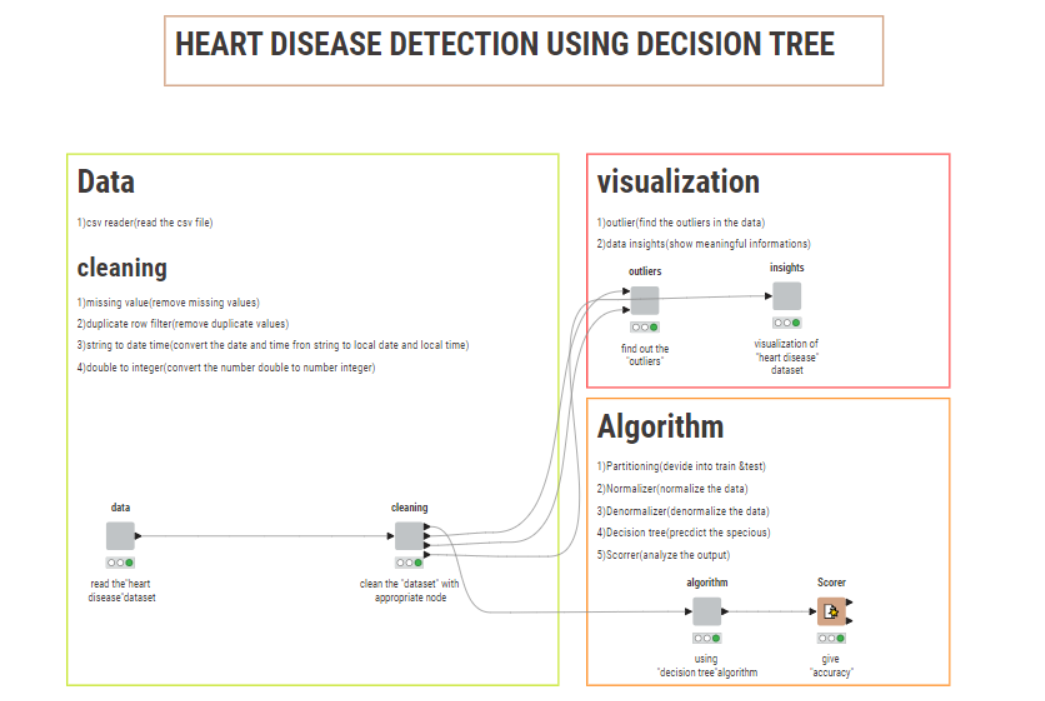 HEART DISEASE DETECTION USING DECISION TREE
Data
1)csv reader(read the csv file)
cleaning
1)missing value(remove missing values)
2)duplicate row filter(remove duplicate values)
3)string to date time(convert the date and time fron string to local date and local time)
4)double to integer(convert the number double to number integer)
data
read the"heart
disease"dataset
cleaning
clean the "dataset" with
appropriate node
visualization
1)outlier(find the outliers in the data)
2)data insights(show meaningful informations)
outliers
find out the
"outliers"
insights
visualization of
"heart disease"
dataset
Algorithm
1)Partitioning(devide into train &test)
2)Normalizer(normalize the data)
3)Denormalizer(denormalize the data)
4)Decision tree(precdict the specious)
5)Scorrer(analyze the output)
algorithm
using
"decision tree"algorithm
Scorer
give
"accuracy"